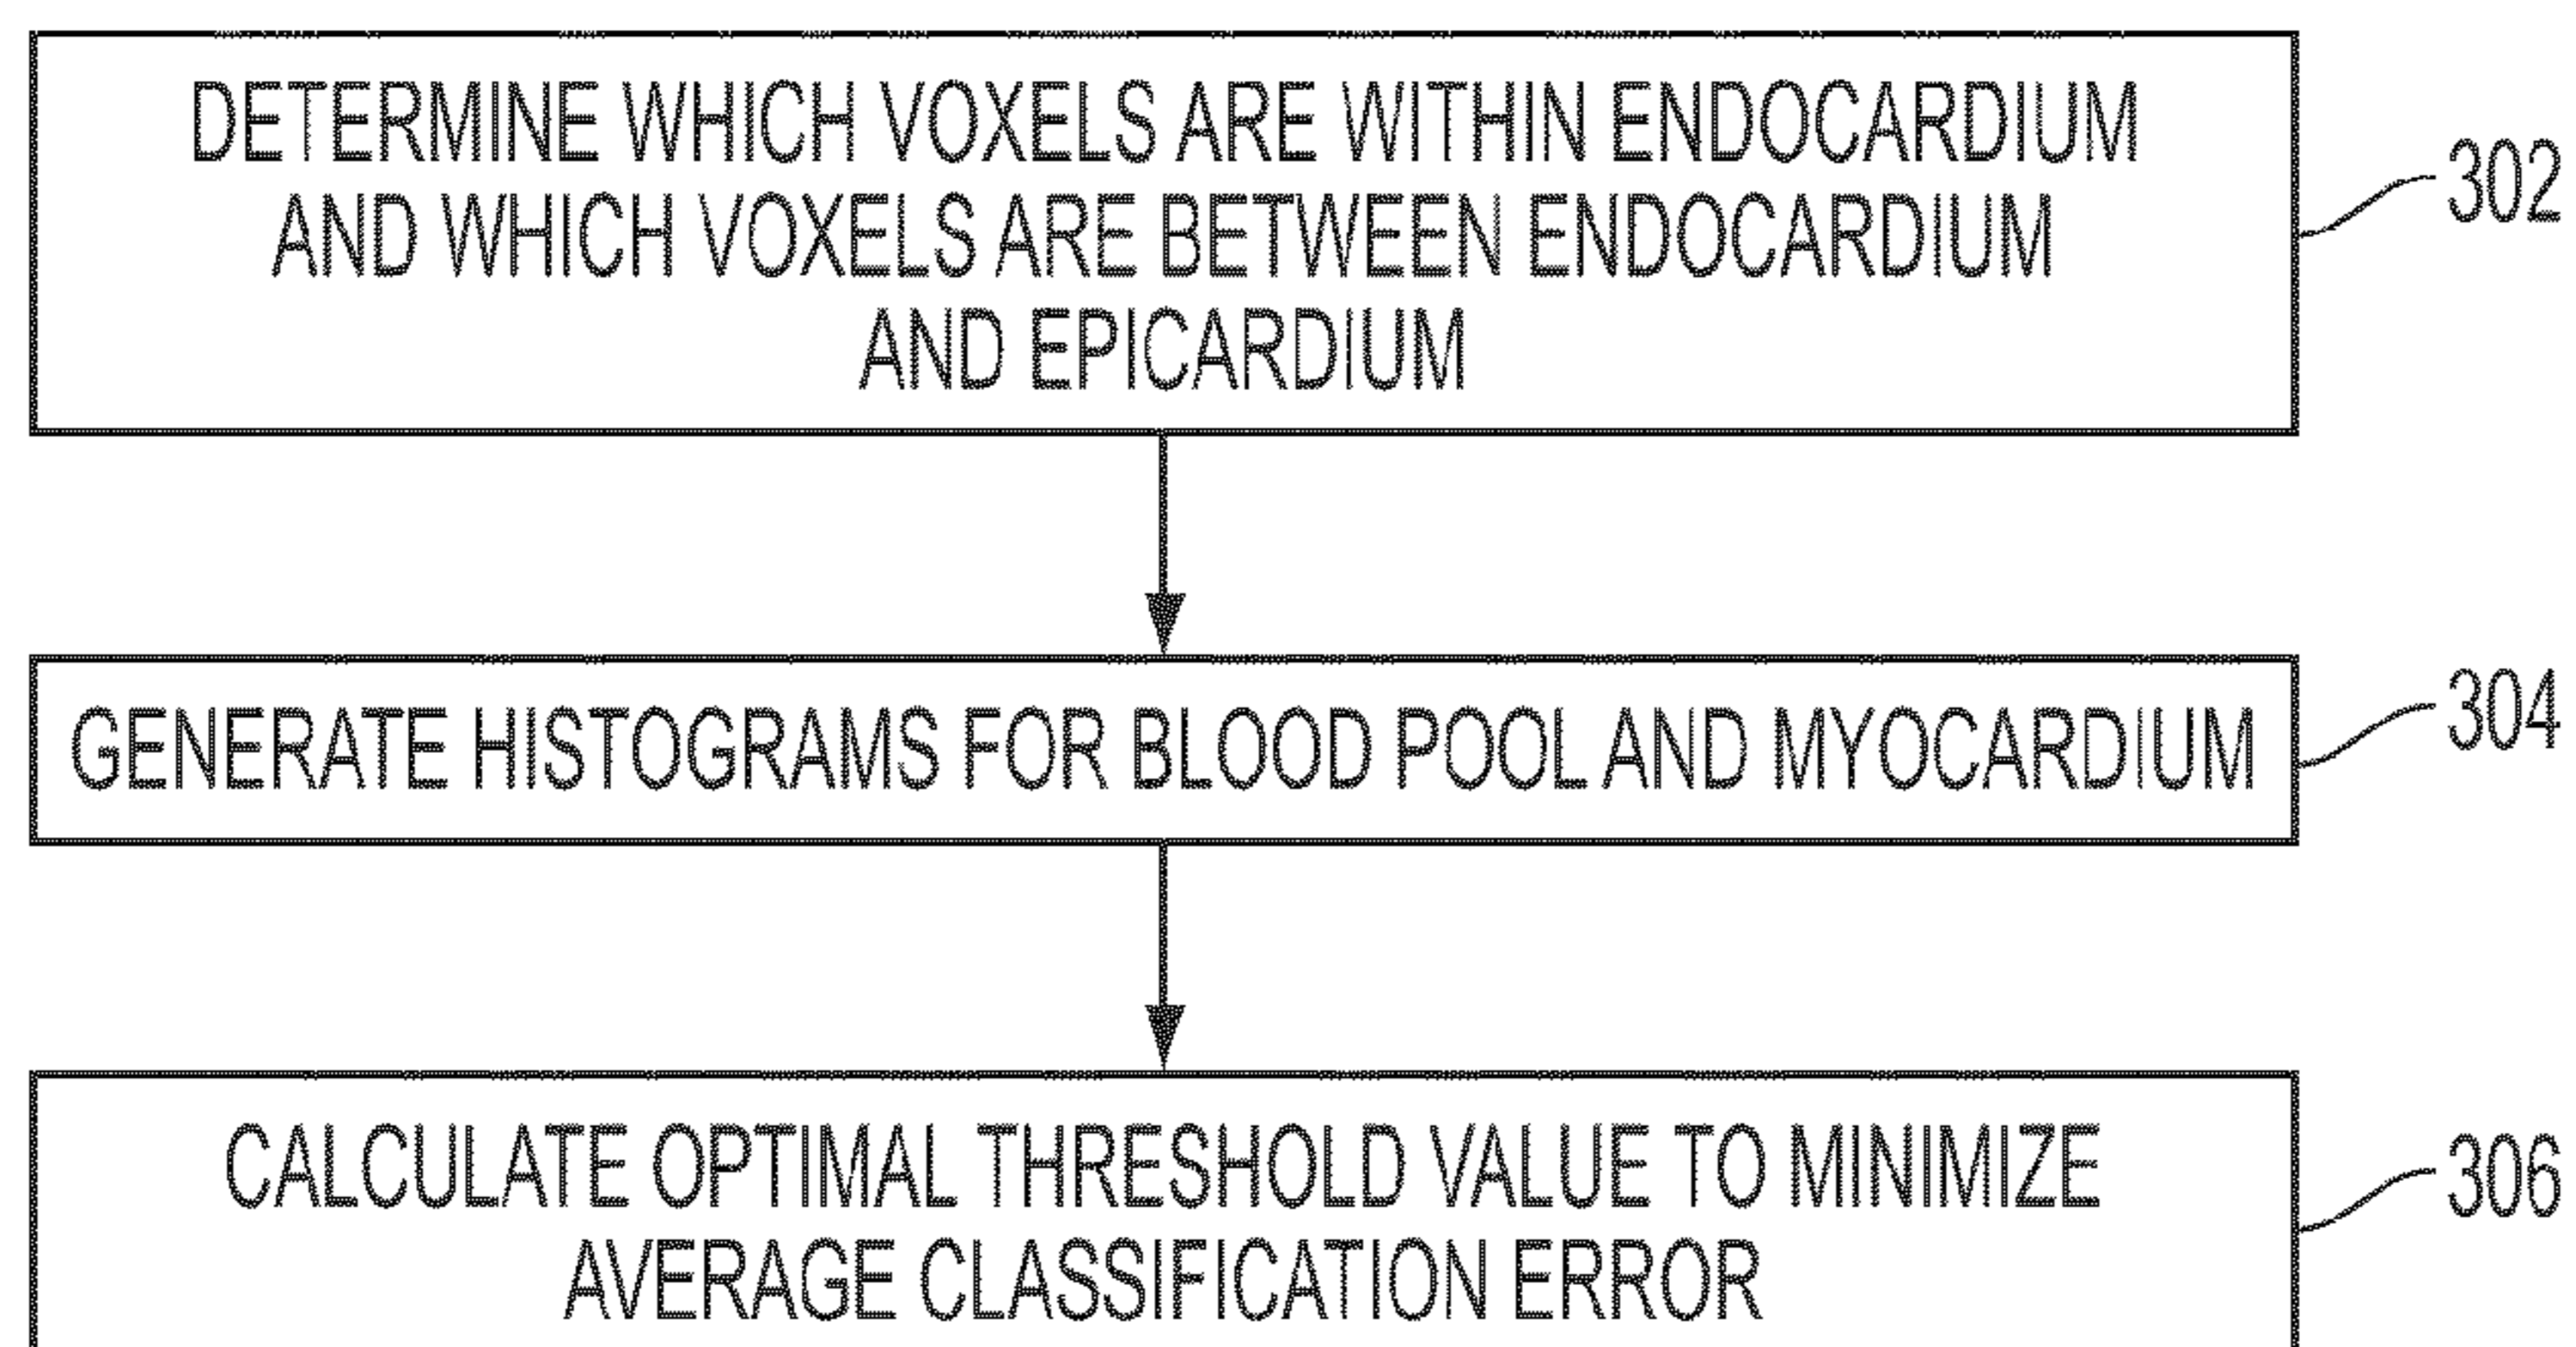 DETERMINE WHICH VOXELS ARE WITHIN ENDOCARDIUM
AND WHICH VOXELS ARE BETWEEN ENDOCARDIUM
AND EPICARDIUM
302
GENERATE HISTOGRAMS FOR BLOOD POOL AND MYOCARDIUM
304
CALCULATE OPTIMAL THRESHOLD VALUE TO MINIMIZE
AVERAGE CLASSIFICATION ERROR
306